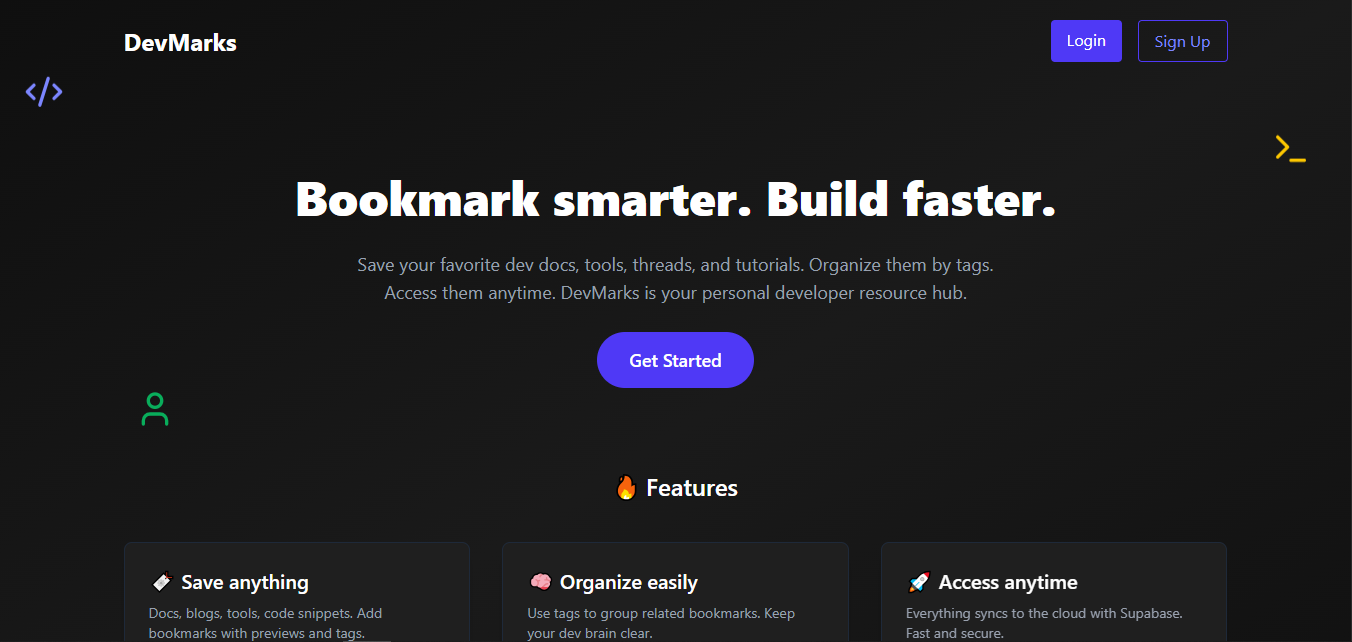 DevMarks
Login
Sign Up
</>
>_
Bookmark smarter. Build faster.
Save your favorite dev docs, tools, threads, and tutorials. Organize them by tags.
Access them anytime. DevMarks is your personal developer resource hub.
Get Started
🔥 Features
🔖 Save anything
Docs, blogs, tools, code snippets. Add
bookmarks with previews and tags.
🧠 Organize easily
Use tags to group related bookmarks. Keep
your dev brain clear.
🚀 Access anytime
Everything syncs to the cloud with Supabase.
Fast and secure.